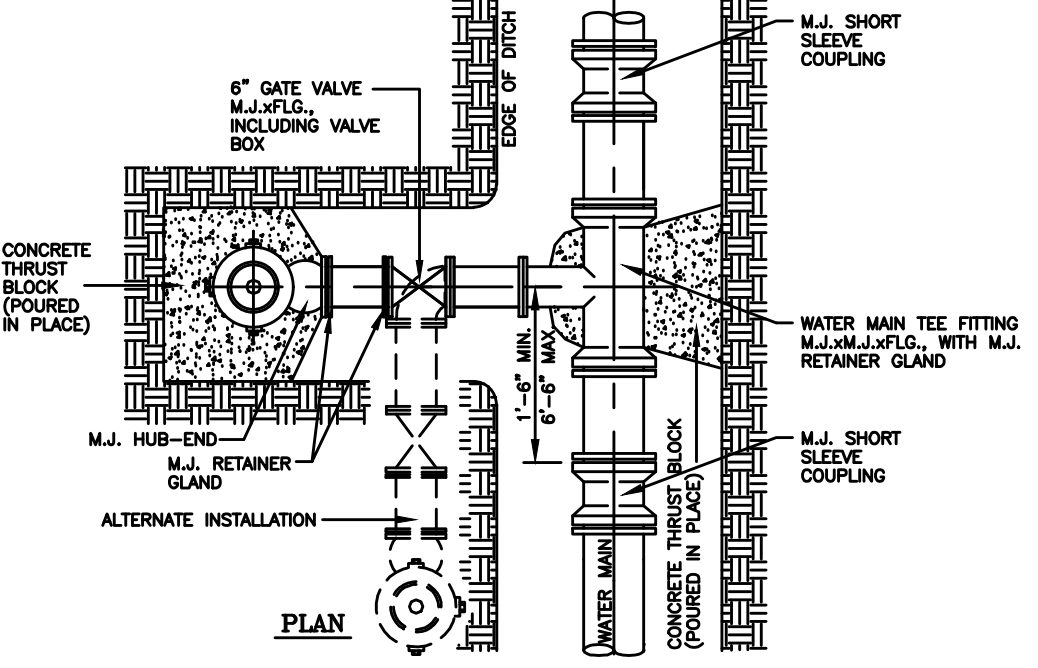 M.J. SHORT
SLEEVE
COUPLING
EDGE OF DITCH
6" GATE VALVE
M.J.xFLG.,
INCLUDING VALVE
BOX
CONCRETE
THRUST
BLOCK
(POURED
IN PLACE)
WATER MAIN TEE FITTING
M.J.xM.J.xFLG., WITH M.J.
RETAINER GLAND
1'-6" MIN.
6'-6" MAX
M.J. HUB-END
M.J. RETAINER
GLAND
M.J. SHORT
SLEEVE
COUPLING
ALTERNATE INSTALLATION
CONCRETE THRUST BLOCK
(POURED IN PLACE)
WATER MAIN
PLAN